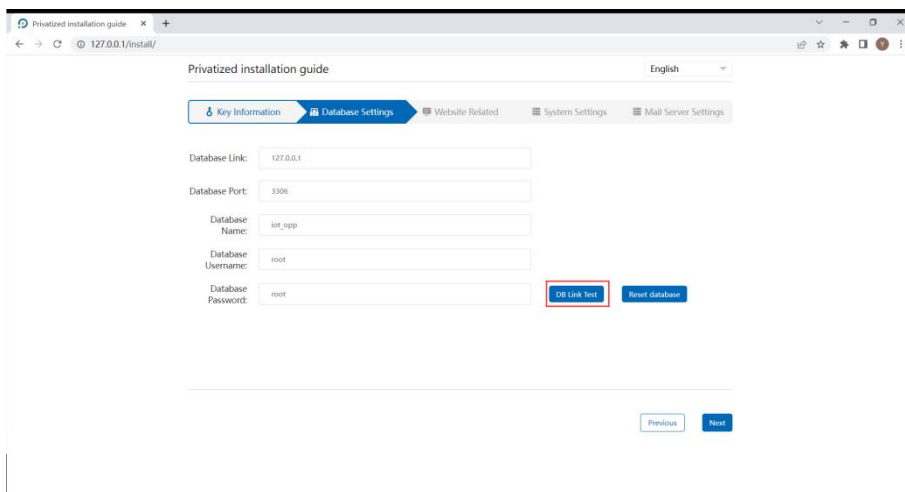 Privatized installation guide
127.0.0.1/install/
Y
Privatized installation guide
English
Key Information
Database Settings
Website Related
System Settings
Mail Server Settings
Database Link:
127.0.0.1
Database Port:
3306
Database
Name:
iot_opp
Database
Username:
root
Database
Password:
root
DB Link Test
Reset database
Previous
Next